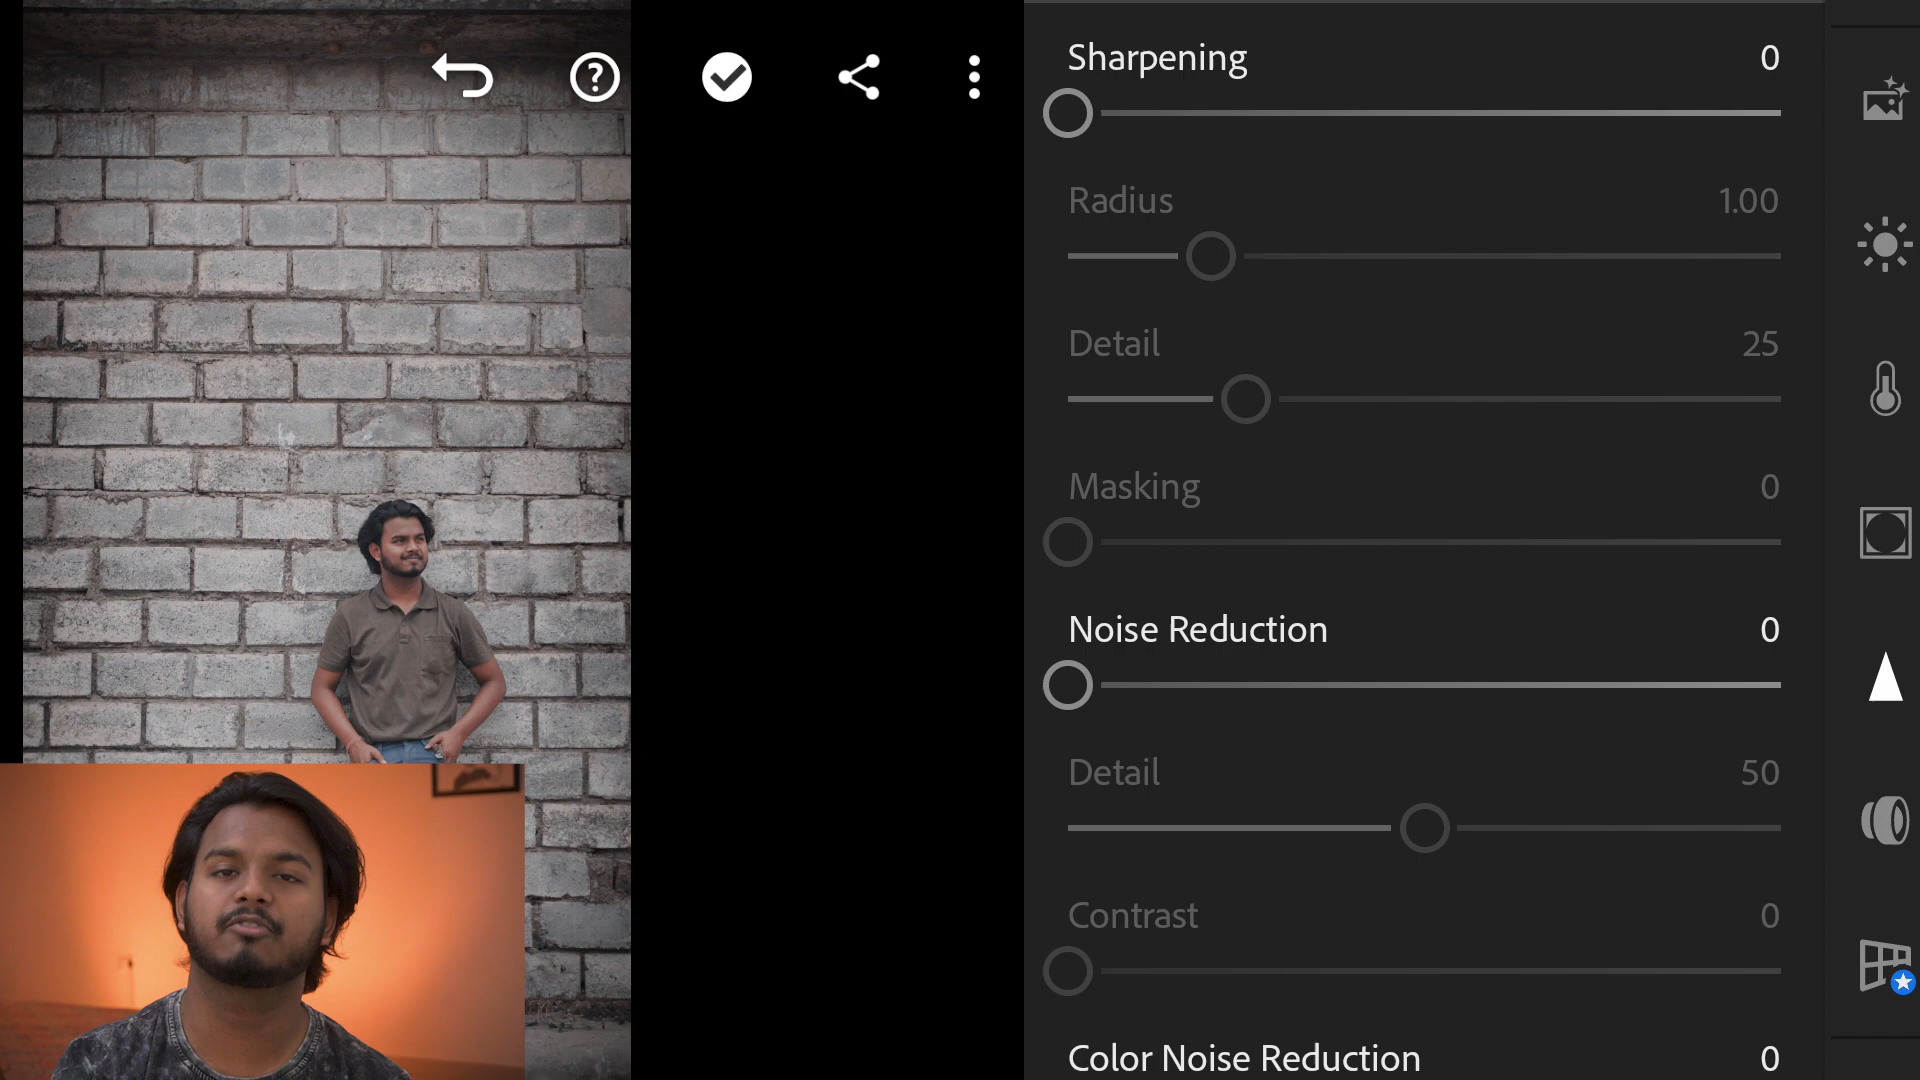 ?
Sharpening 0
Radius 1.00
Detail 25
Masking 0
Noise Reduction 0
Detail 50
Contrast 0
Color Noise Reduction 0